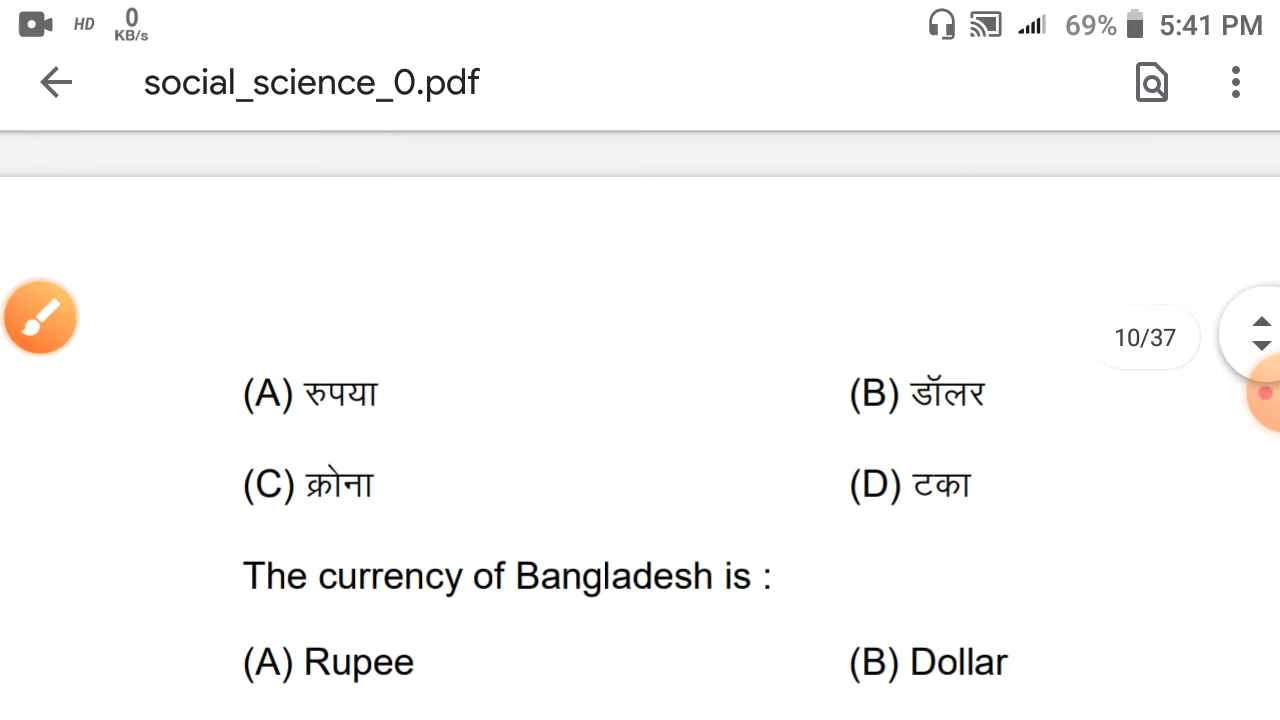 HD 0 KB/s 69% 5:41 PM
social_science_0.pdf
10/37
(A) रुपया (B) डॉलर
(C) क्रोना (D) टका
The currency of Bangladesh is :
(A) Rupee (B) Dollar